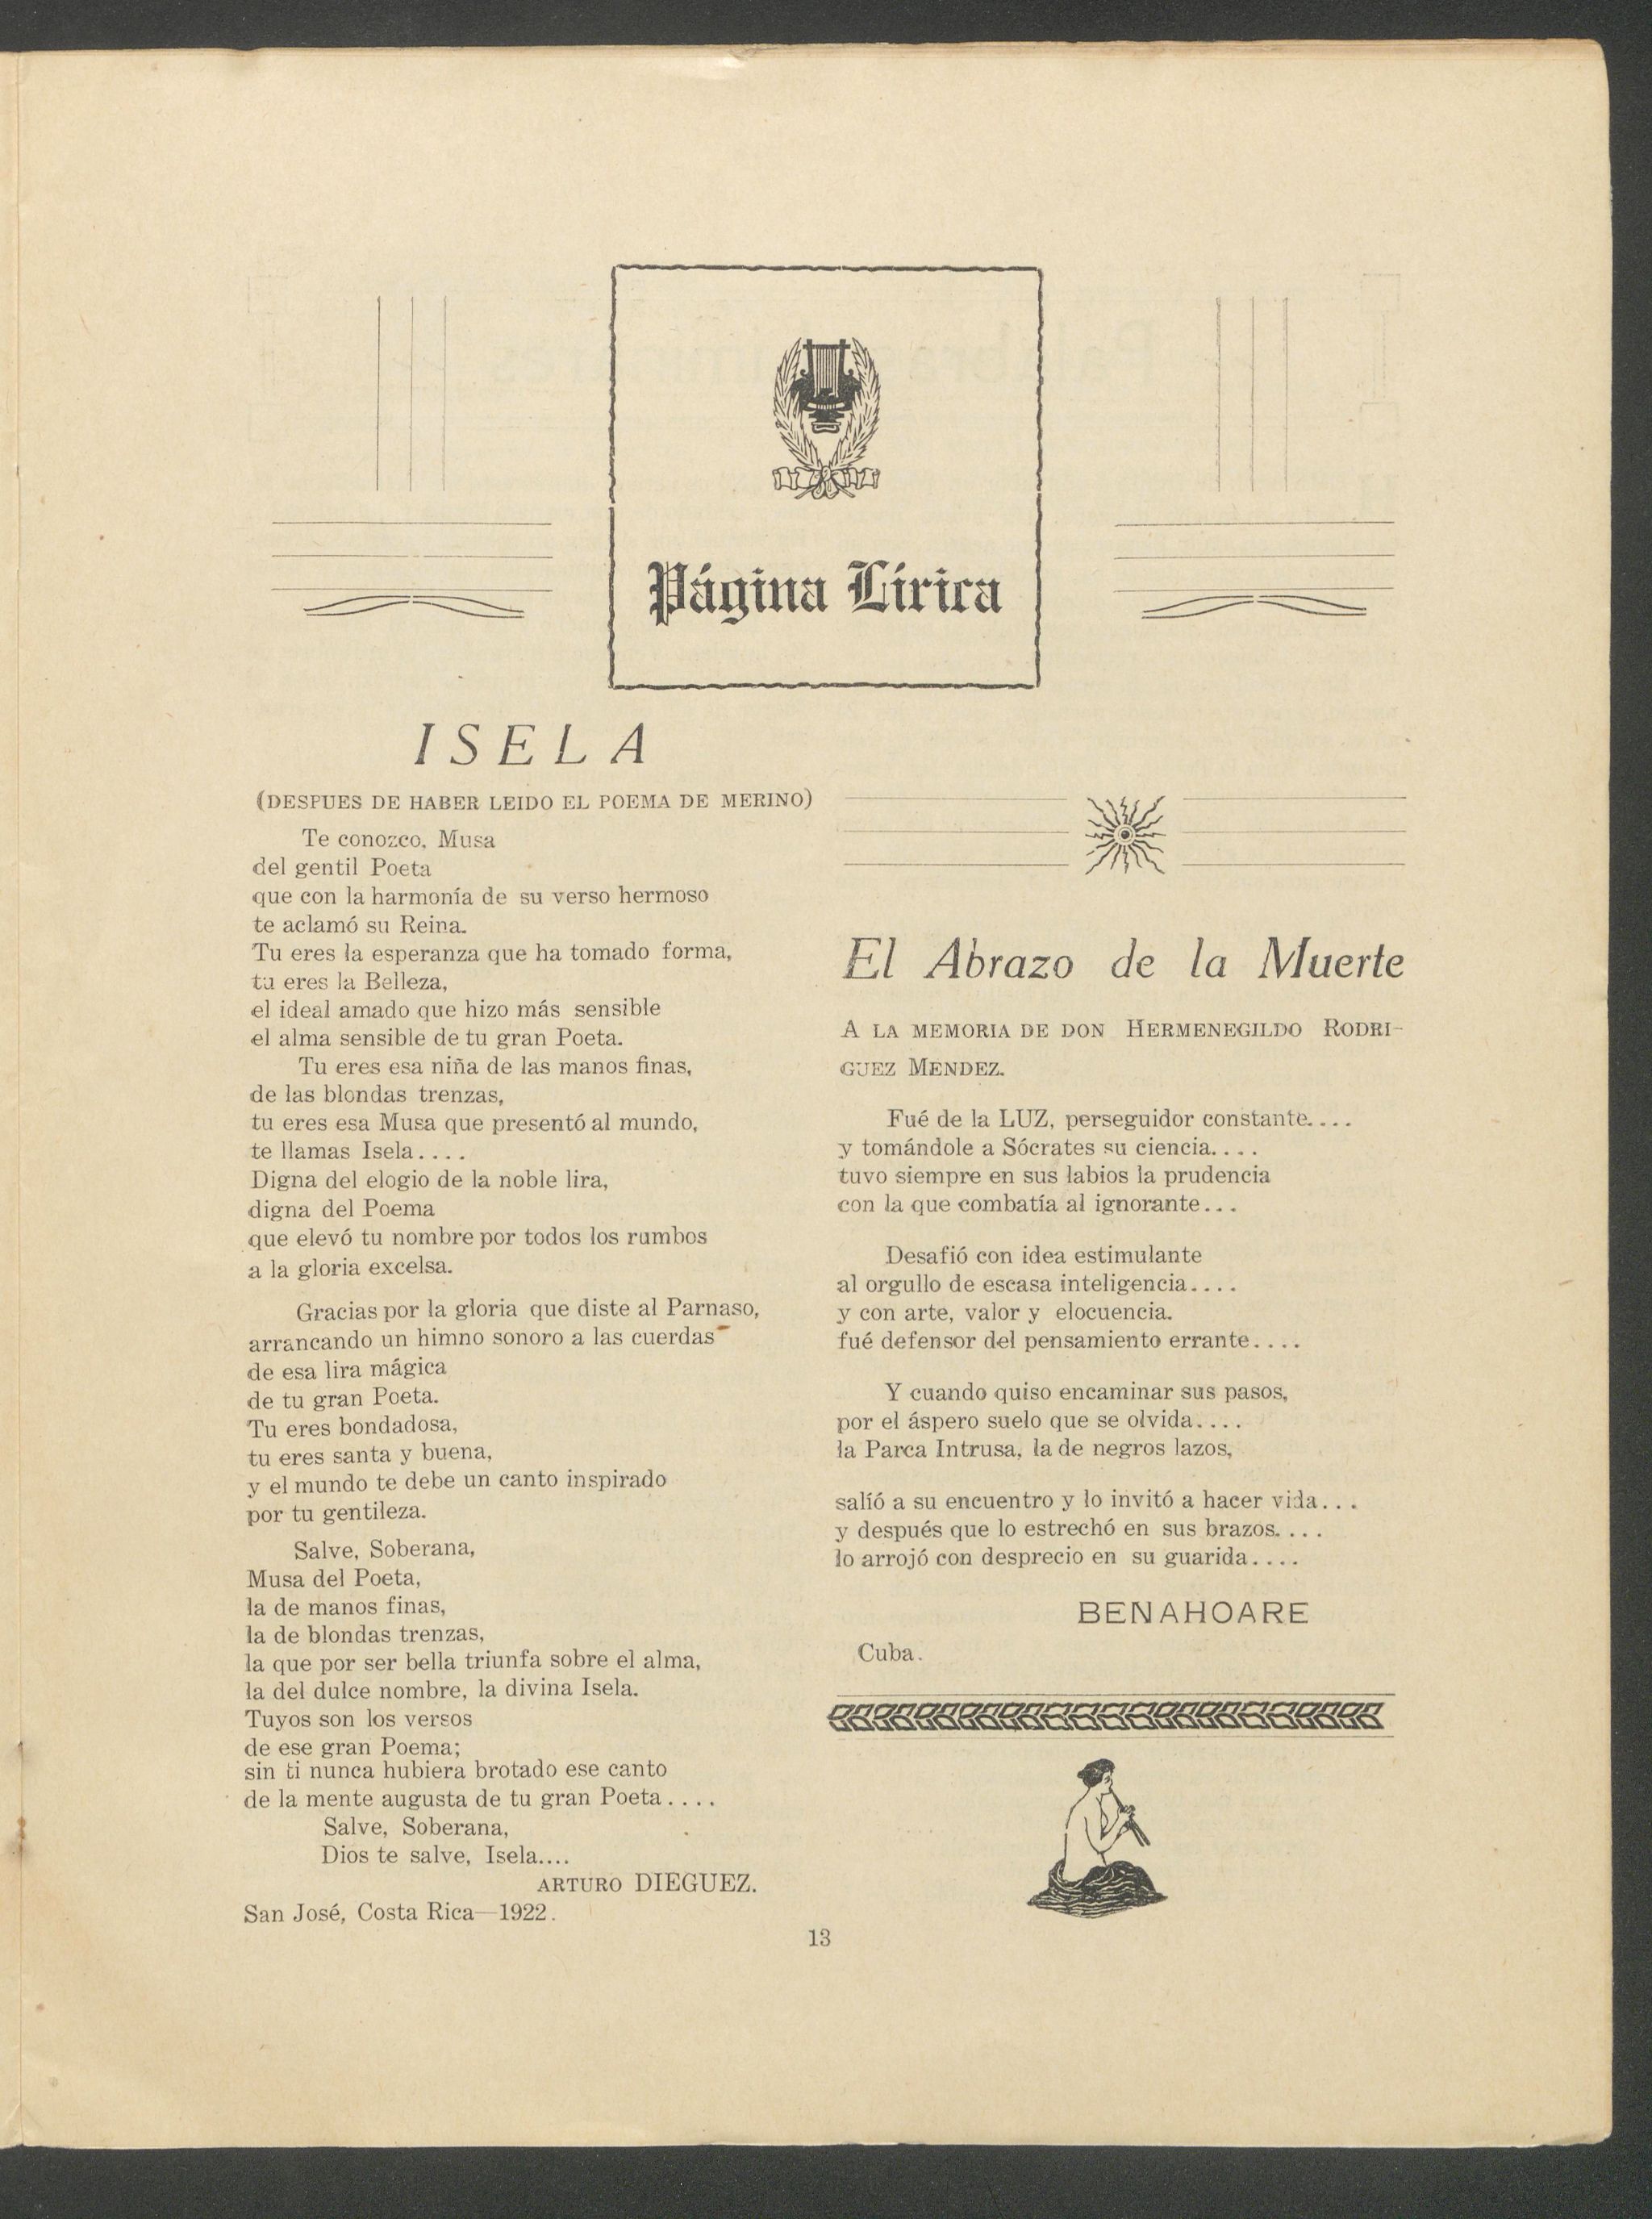 Página Lírica
ISELA
(DESPUES DE HABER LEIDO EL POEMA DE MERINO)
Te conozco, Musa
del gentil Poeta
que con la harmonía de su verso hermoso
te aclamó su Reina.
Tu eres la esperanza que ha tomado forma,
tu eres la Belleza,
el ideal amado que hizo más sensible
el alma sensible de tu gran Poeta.
Tu eres esa niña de las manos finas,
de las blondas trenzas,
tu eres esa Musa que presentó al mundo,
te llamas Isela....
Digna del elogio de la noble lira,
digna del Poema
que elevó tu nombre por todos los rumbos
a la gloria excelsa.
Gracias por la gloria que diste al Parnaso,
arrancando un himno sonoro a las cuerdas
de esa lira mágica
de tu gran Poeta.
Tu eres bondadosa,
tu eres santa y buena,
y el mundo te debe un canto inspirado
por tu gentileza.
Salve, Soberana,
Musa del Poeta,
la de manos finas,
la de blondas trenzas,
la que por ser bella triunfa sobre el alma,
la del dulce nombre, la divina Isela.
Tuyos son los versos
de ese gran Poema;
sin ti nunca hubiera brotado ese canto
de la mente augusta de tu gran Poeta....
Salve, Soberana,
Dios te salve, Isela....
ARTURO DIEGUEZ.
San José, Costa Rica—1922.
El Abrazo de la Muerte
A LA MEMORIA DE DON HERMENEGILDO RODRI-
GUEZ MENDEZ.
Fué de la LUZ, perseguidor constante....
y tomándole a Sócrates su ciencia....
tuvo siempre en sus labios la prudencia
con la que combatía al ignorante...
Desafió con idea estimulante
al orgullo de escasa inteligencia....
y con arte, valor y elocuencia.
fué defensor del pensamiento errante....
Y cuando quiso encaminar sus pasos,
por el áspero suelo que se olvida....
la Parca Intrusa, la de negros lazos,
salíó a su encuentro y lo invitó a hacer vida...
y después que lo estrechó en sus brazos....
lo arrojó con desprecio en su guarida....
BENAHOARE
Cuba.
13